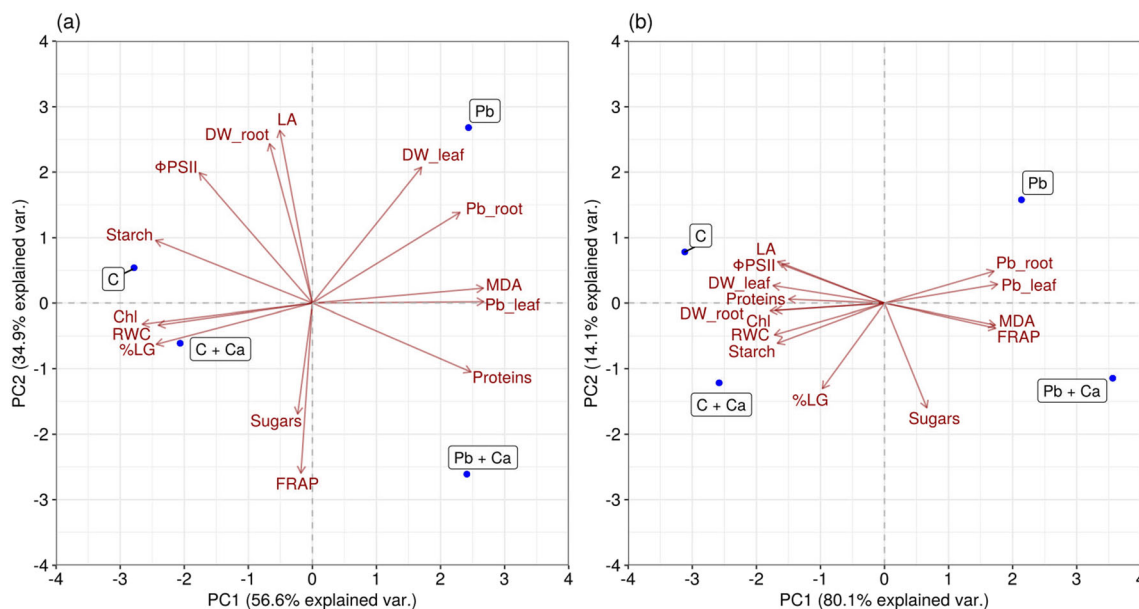 (a)
4
3
2
1
0
-1
-2
-3
-4
PC2 (34.9% explained var.)
Pb
LA
DW_root
DW_leaf
ΦPSII
Pb_root
Starch
C
MDA
Pb_leaf
Chl
RWC
%LG
C + Ca
Proteins
Sugars
Pb + Ca
FRAP
-4 -3 -2 -1 0 1 2 3 4
PC1 (56.6% explained var.)
(b)
4
3
2
1
0
-1
-2
-3
-4
PC2 (14.1% explained var.)
Pb
C
LA
ΦPSII
Pb_root
DW_leaf
Pb_leaf
Proteins
DW_root
Chl
MDA
RWC
FRAP
Starch
C + Ca
%LG
Pb + Ca
Sugars
-4 -3 -2 -1 0 1 2 3 4
PC1 (80.1% explained var.)